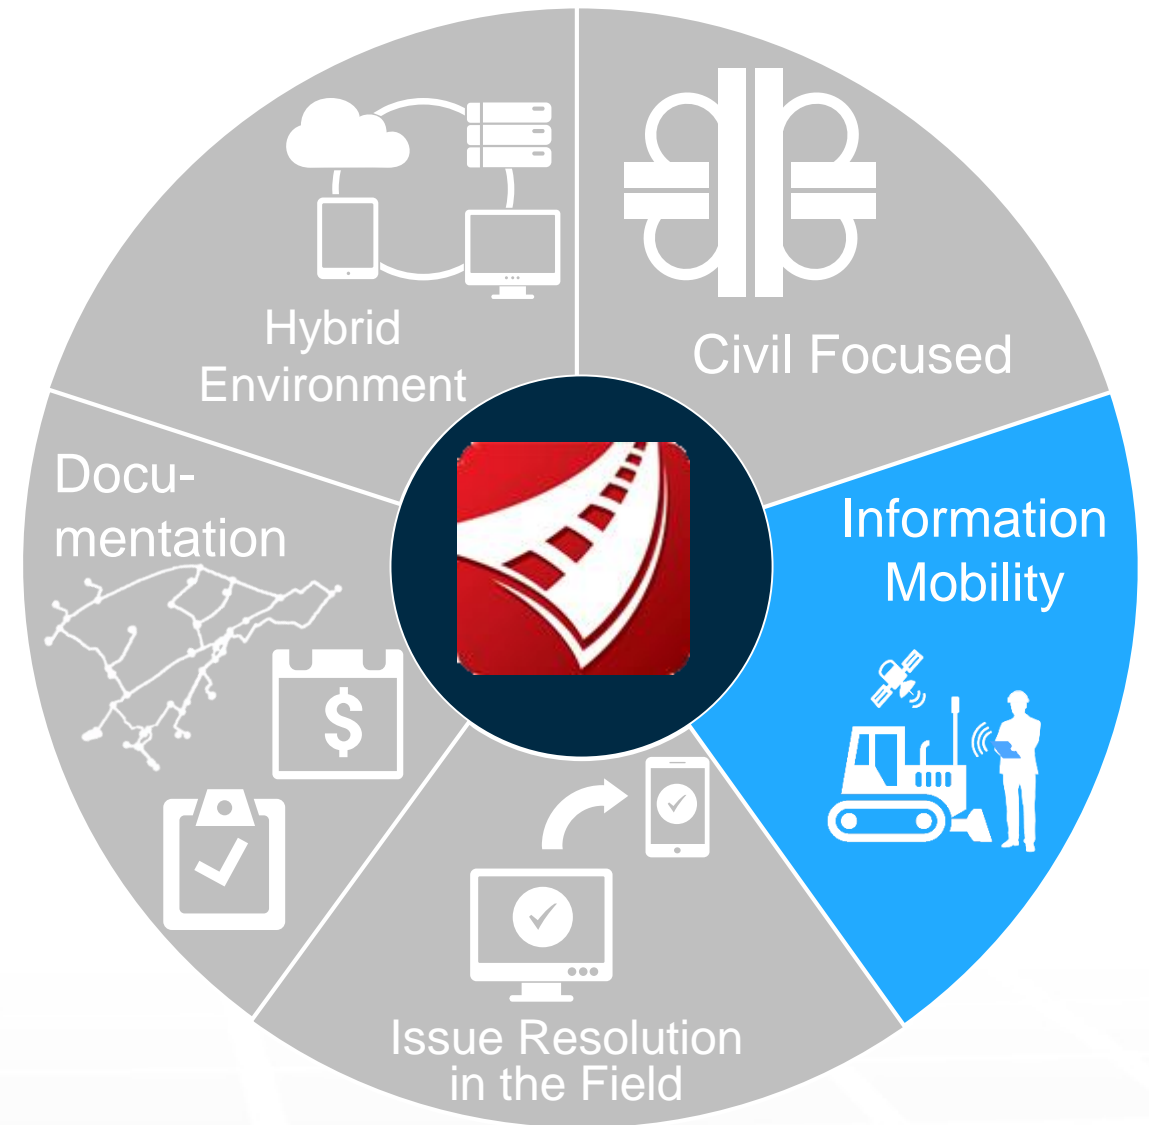 Hybrid
Environment
Civil Focused
Information
Mobility
Issue Resolution
in the Field
Docu-
mentation
$